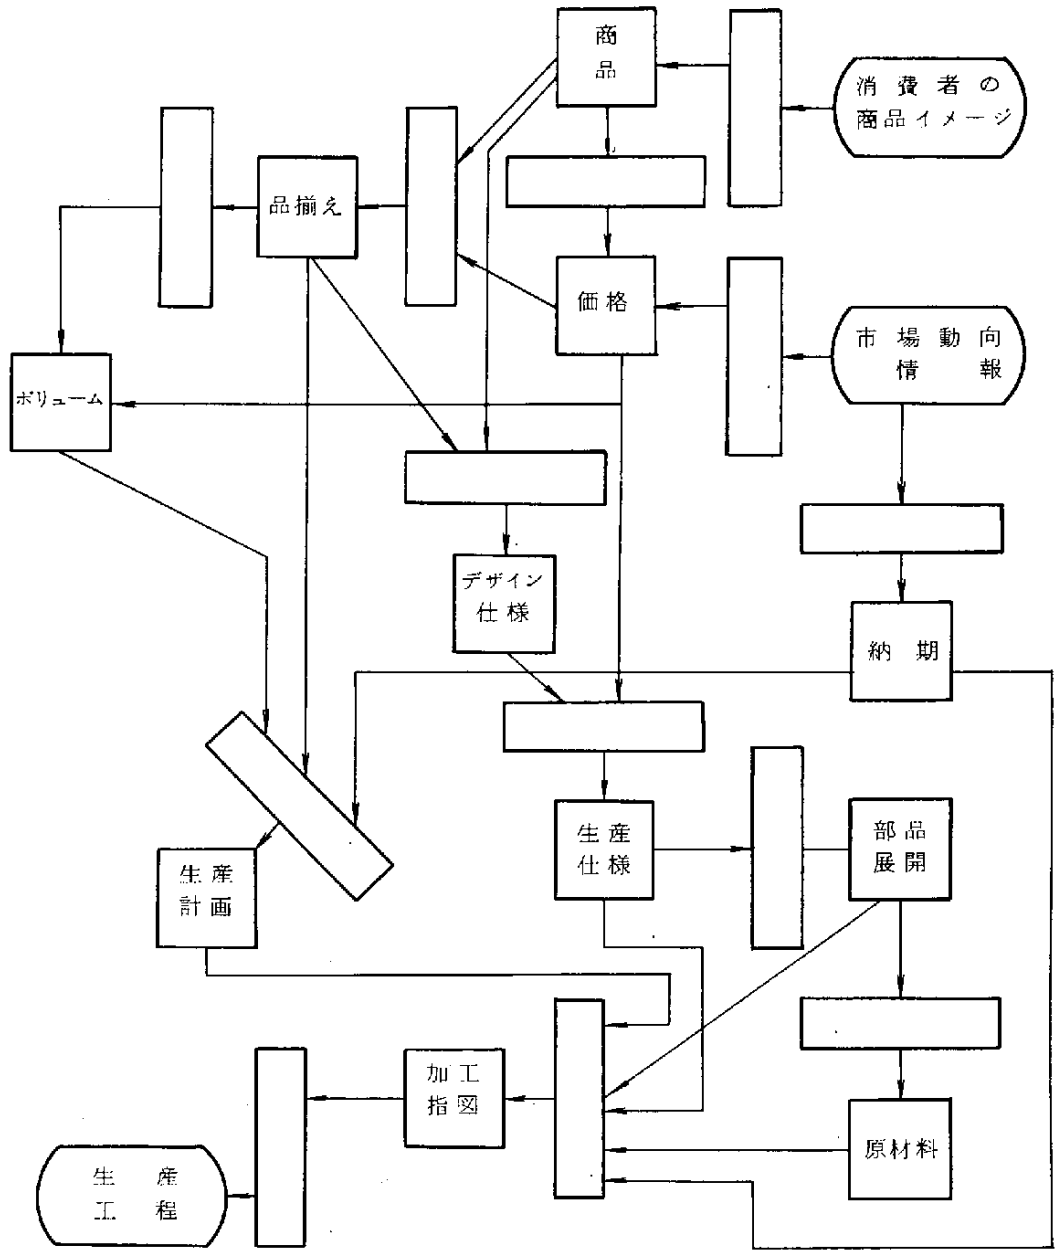 商
品
消費者の
商品イメージ
品揃え
価格
市場動向
情報
ボリューム
デザイン
仕様
納期
生産
仕様
部品
展開
生産
計画
加工
指図
原材料
生産
工程